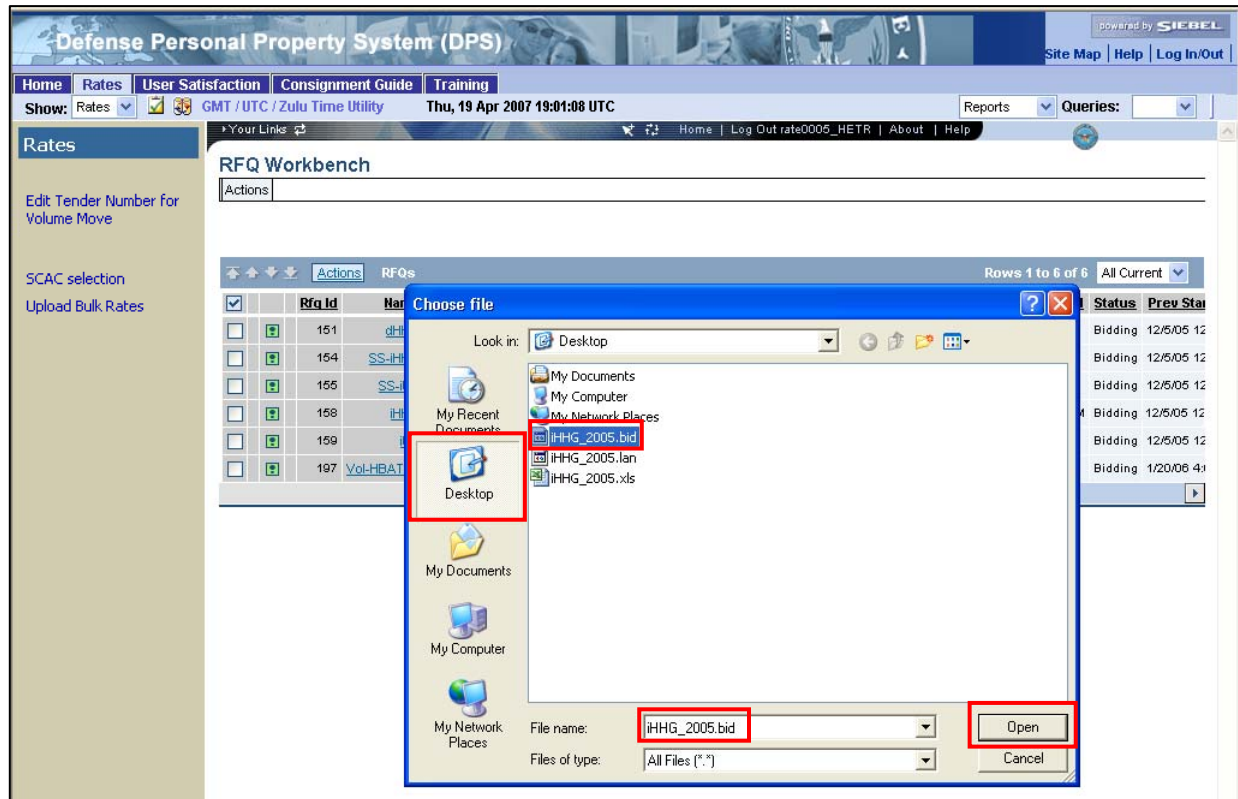 Defense Personal Property System (DPS)
powered by SIEBEL
Site Map | Help | Log In/Out |
Home Rates User Satisfaction Consignment Guide Training
Show: Rates GMT / UTC / Zulu Time Utility Thu, 19 Apr 2007 19:01:08 UTC Reports Queries:
Rates
Your Links Home | Log Out rate0005_HETR | About | Help
RFQ Workbench
Actions
Edit Tender Number for
Volume Move
SCAC selection
Upload Bulk Rates
Actions RFQs Rows 1 to 6 of 6 All Current
Rfq Id Status Prev
151 Bidding 12/5/05 12
154 Bidding 12/5/05 12
155 Bidding 12/5/05 12
158 Bidding 12/5/05 12
159 Bidding 12/5/05 12
197 Vol-HBAT Bidding 1/20/06
Choose file
Look in: Desktop
My Recent
Documents
Desktop
My Documents
My Computer
My Network
Places
My Documents
My Computer
My Network Places
iHHG_2005.bid
iHHG_2005.lan
iHHG_2005.xls
File name: iHHG_2005.bid Open
Files of type: All Files (*.*) Cancel